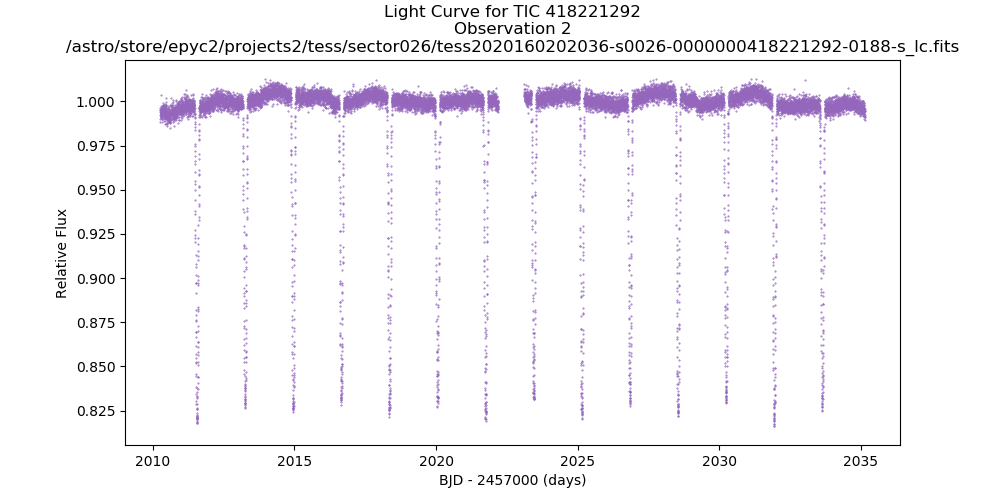 Light Curve for TIC 418221292
Observation 2
/astro/store/epyc2/projects2/tess/sector026/tess2020160202036-s0026-0000000418221292-0188-s_lc.fits
1.000
0.975
0.950
0.925
0.900
0.875
0.850
0.825
Relative Flux
2010
2015
2020
2025
2030
2035
BJD - 2457000 (days)